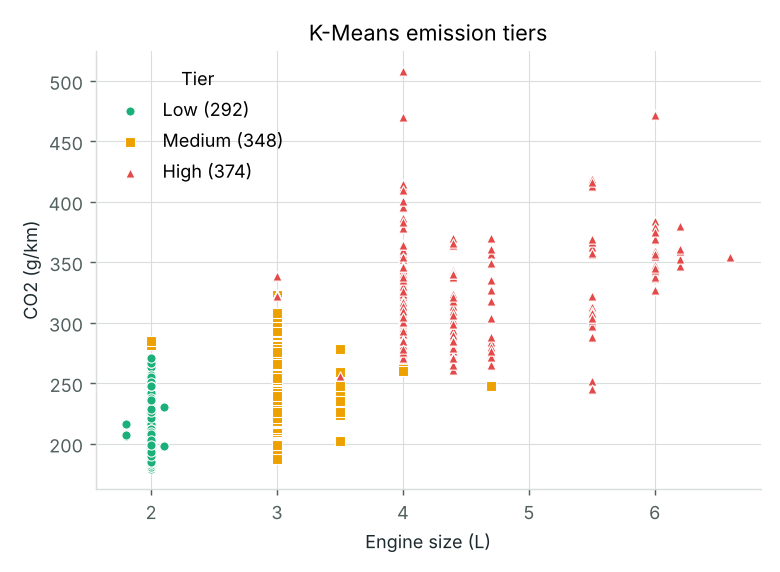 K-Means emission tiers
Tier
Low (292)
Medium (348)
High (374)
CO2 (g/km)
500
450
400
350
300
250
200
2 3 4 5 6
Engine size (L)